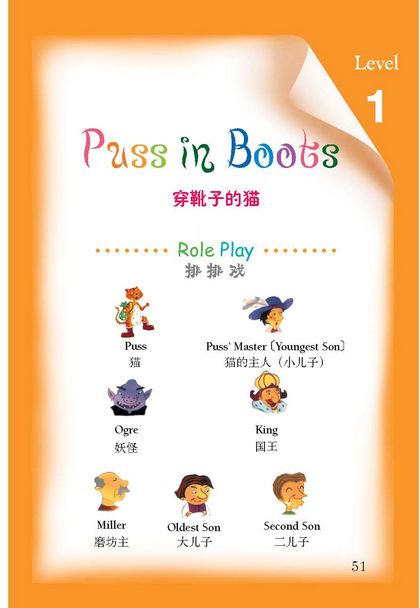 Level
1
Puss in Boots
穿靴子的猫
Role Play
排排戏
Puss
猫
Puss' Master〔Youngest Son〕
猫的主人（小儿子）
Ogre
妖怪
King
国王
Miller
磨坊主
Oldest Son
大儿子
Second Son
二儿子
51